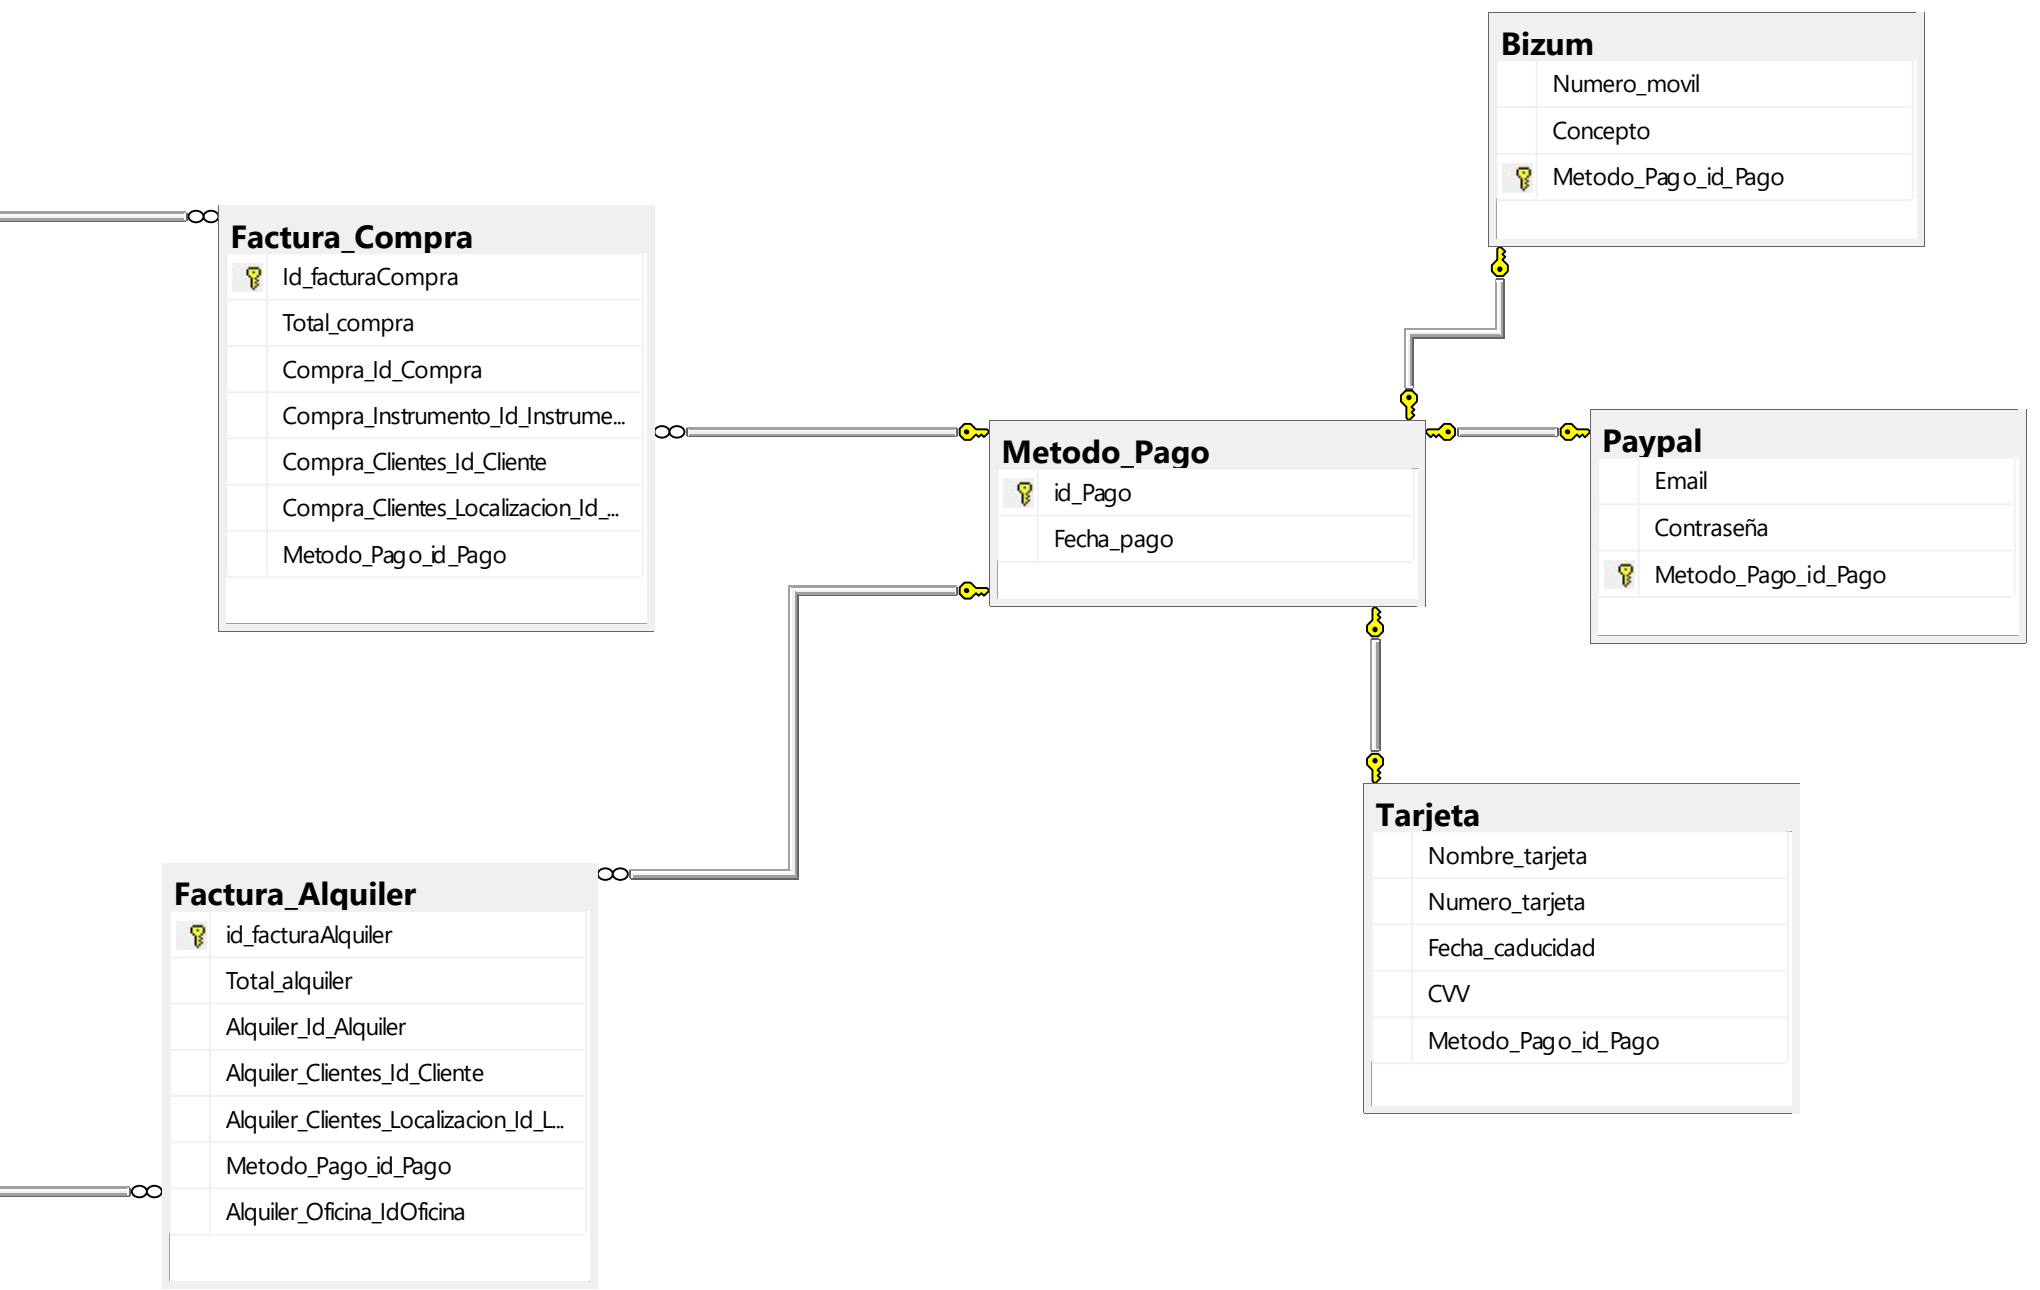 Bizum
Numero_movil
Concepto
Metodo_Pago_id_Pago
Factura_Compra
Id_facturaCompra
Total_compra
Compra_Id_Compra
Compra_Instrumento_Id_Instrume...
Compra_Clientes_Id_Cliente
Compra_Clientes_Localizacion_Id_...
Metodo_Pago_id_Pago
Metodo_Pago
id_Pago
Fecha_pago
Paypal
Email
Contraseña
Metodo_Pago_id_Pago
Tarjeta
Nombre_tarjeta
Numero_tarjeta
Fecha_caducidad
CVV
Metodo_Pago_id_Pago
Factura_Alquiler
id_facturaAlquiler
Total_alquiler
Alquiler_Id_Alquiler
Alquiler_Clientes_Id_Cliente
Alquiler_Clientes_Localizacion_Id_L...
Metodo_Pago_id_Pago
Alquiler_Oficina_IdOficina